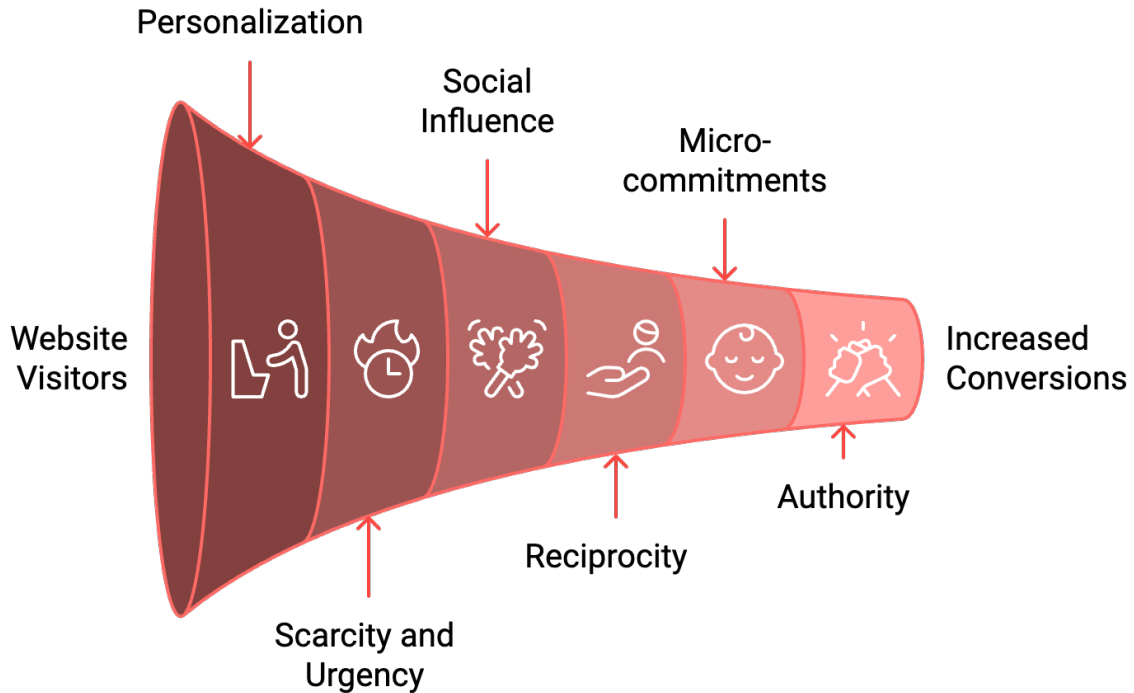 Personalization
Social
Influence
Micro-
commitments
Website
Visitors
Increased
Conversions
Authority
Reciprocity
Scarcity and
Urgency